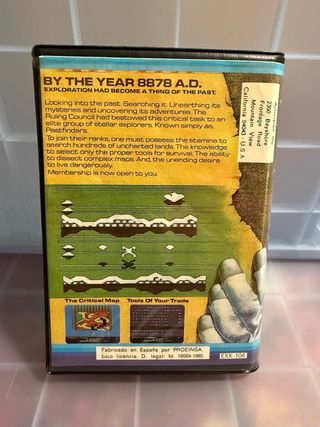 BY THE YEAR 8878 A.D.
EXPLORATION HAD BECOME A THING OF THE PAST.
Looking into the past. Searching it. Unearthing its
mysteries and uncovering its adventures. The
Ruling Council had bestowed this critical task to an
elite group of stellar explorers. Known simply as,
Pastfinders.
To join their ranks, one must possess the stamina to
search hundreds of uncharted lands. The knowledge
to select only the proper tools for survival. The ability
to dissect complex maps. And, the unending desire
to live dangerously.
Membership is now open to you.
Bayshore
Frontage Road
Mountain View
California 94043 U S A
The Critical Map
Tools Of Your Trade
Fabricado en España por PROEINSA.
bajo licencia. D. legal: M. 16564-1985
EXK-104